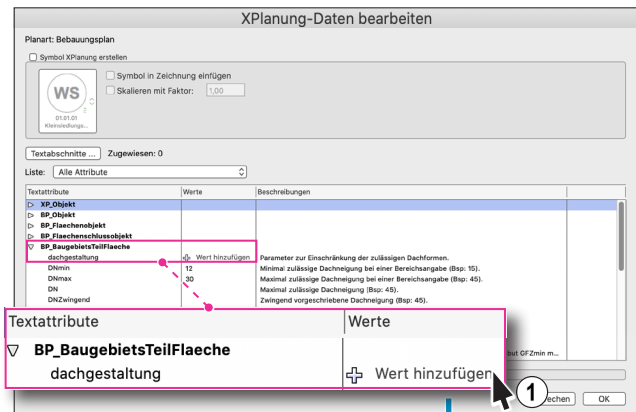 XPlanung-Daten bearbeiten
Planart: Bebauungsplan
Symbol XPlanung erstellen
WS
01.01.01
Kleinsiedlungs...
Symbol in Zeichnung einfügen
Skalieren mit Faktor: 1,00
Textabschnitte ... Zugewiesen: 0
Liste: Alle Attribute
Textattribute Werte Beschreibungen
XP_Objekt
BP_Objekt
BP_Flaechenobjekt
BP_Flaechenschlussobjekt
BP_BaugebietsTeilFlaeche
dachgestaltung Wert hinzufügen Parameter zur Einschränkung der zulässigen Dachformen.
DNmin 12 Minimal zulässige Dachneigung bei einer Bereichsangabe (Bsp: 15).
DNmax 30 Maximal zulässige Dachneigung bei einer Bereichsangabe (Bsp: 45).
DN Maximal zulässige Dachneigung (Bsp: 45).
DNZwingend Zwingend vorgeschriebene Dachneigung (Bsp: 45).
Textattribute Werte
BP_BaugebietsTeilFlaeche
but GFZmin m...
dachgestaltung Wert hinzufügen
1
echen OK